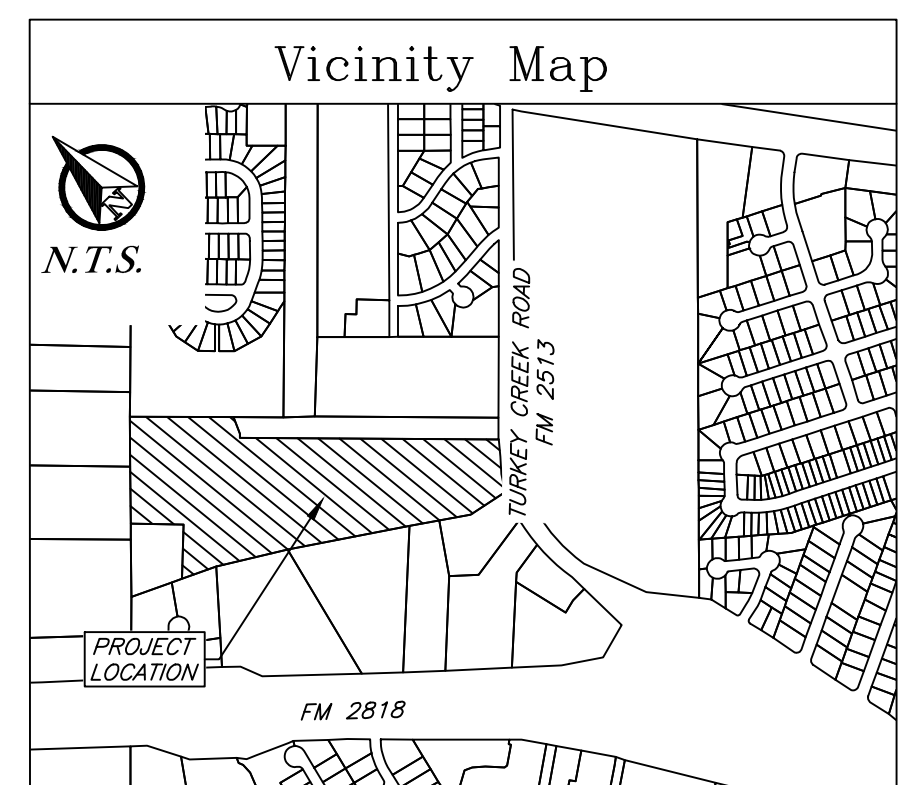 Vicinity Map
N
N.T.S.
TURKEY CREEK ROAD
FM 2513
PROJECT
LOCATION
FM 2818